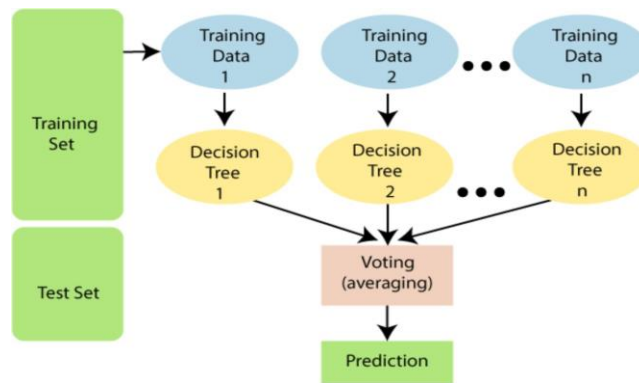 Training
Set
Test Set
Training
Data
1
Training
Data
2
Training
Data
n
Decision
Tree
1
Decision
Tree
2
Decision
Tree
n
Voting
(averaging)
Prediction